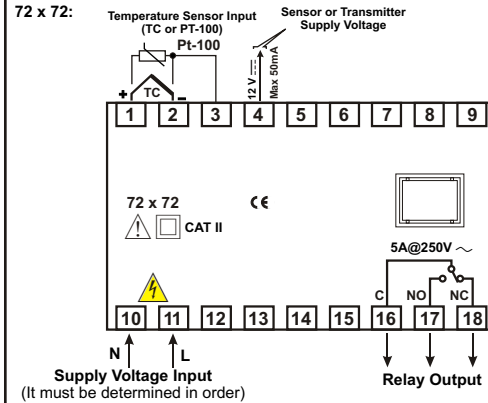 72 x 72:
Temperature Sensor Input
(TC or PT-100)
Pt-100
Sensor or Transmitter
Supply Voltage
12 V
Max 50mA
+ TC −
1 2 3 4 5 6 7 8 9
72 x 72
CE
CAT II
5A@250V ~
C NO NC
10 11 12 13 14 15 16 17 18
N L
Supply Voltage Input
(It must be determined in order)
Relay Output